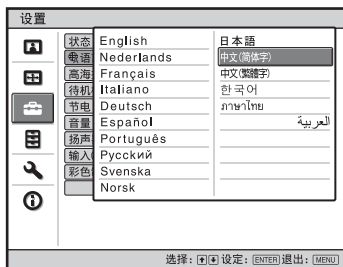 设置
状态
语
高海
待机
节电
音量
扬声
输入
彩色
English
Nederlands
Français
Italiano
Deutsch
Español
Português
Русский
Svenska
Norsk
日本語
中文(简体字)
中文(繁體字)
한국어
ภาษาไทย
العربية
选择: 设定: ENTER 退出: MENU